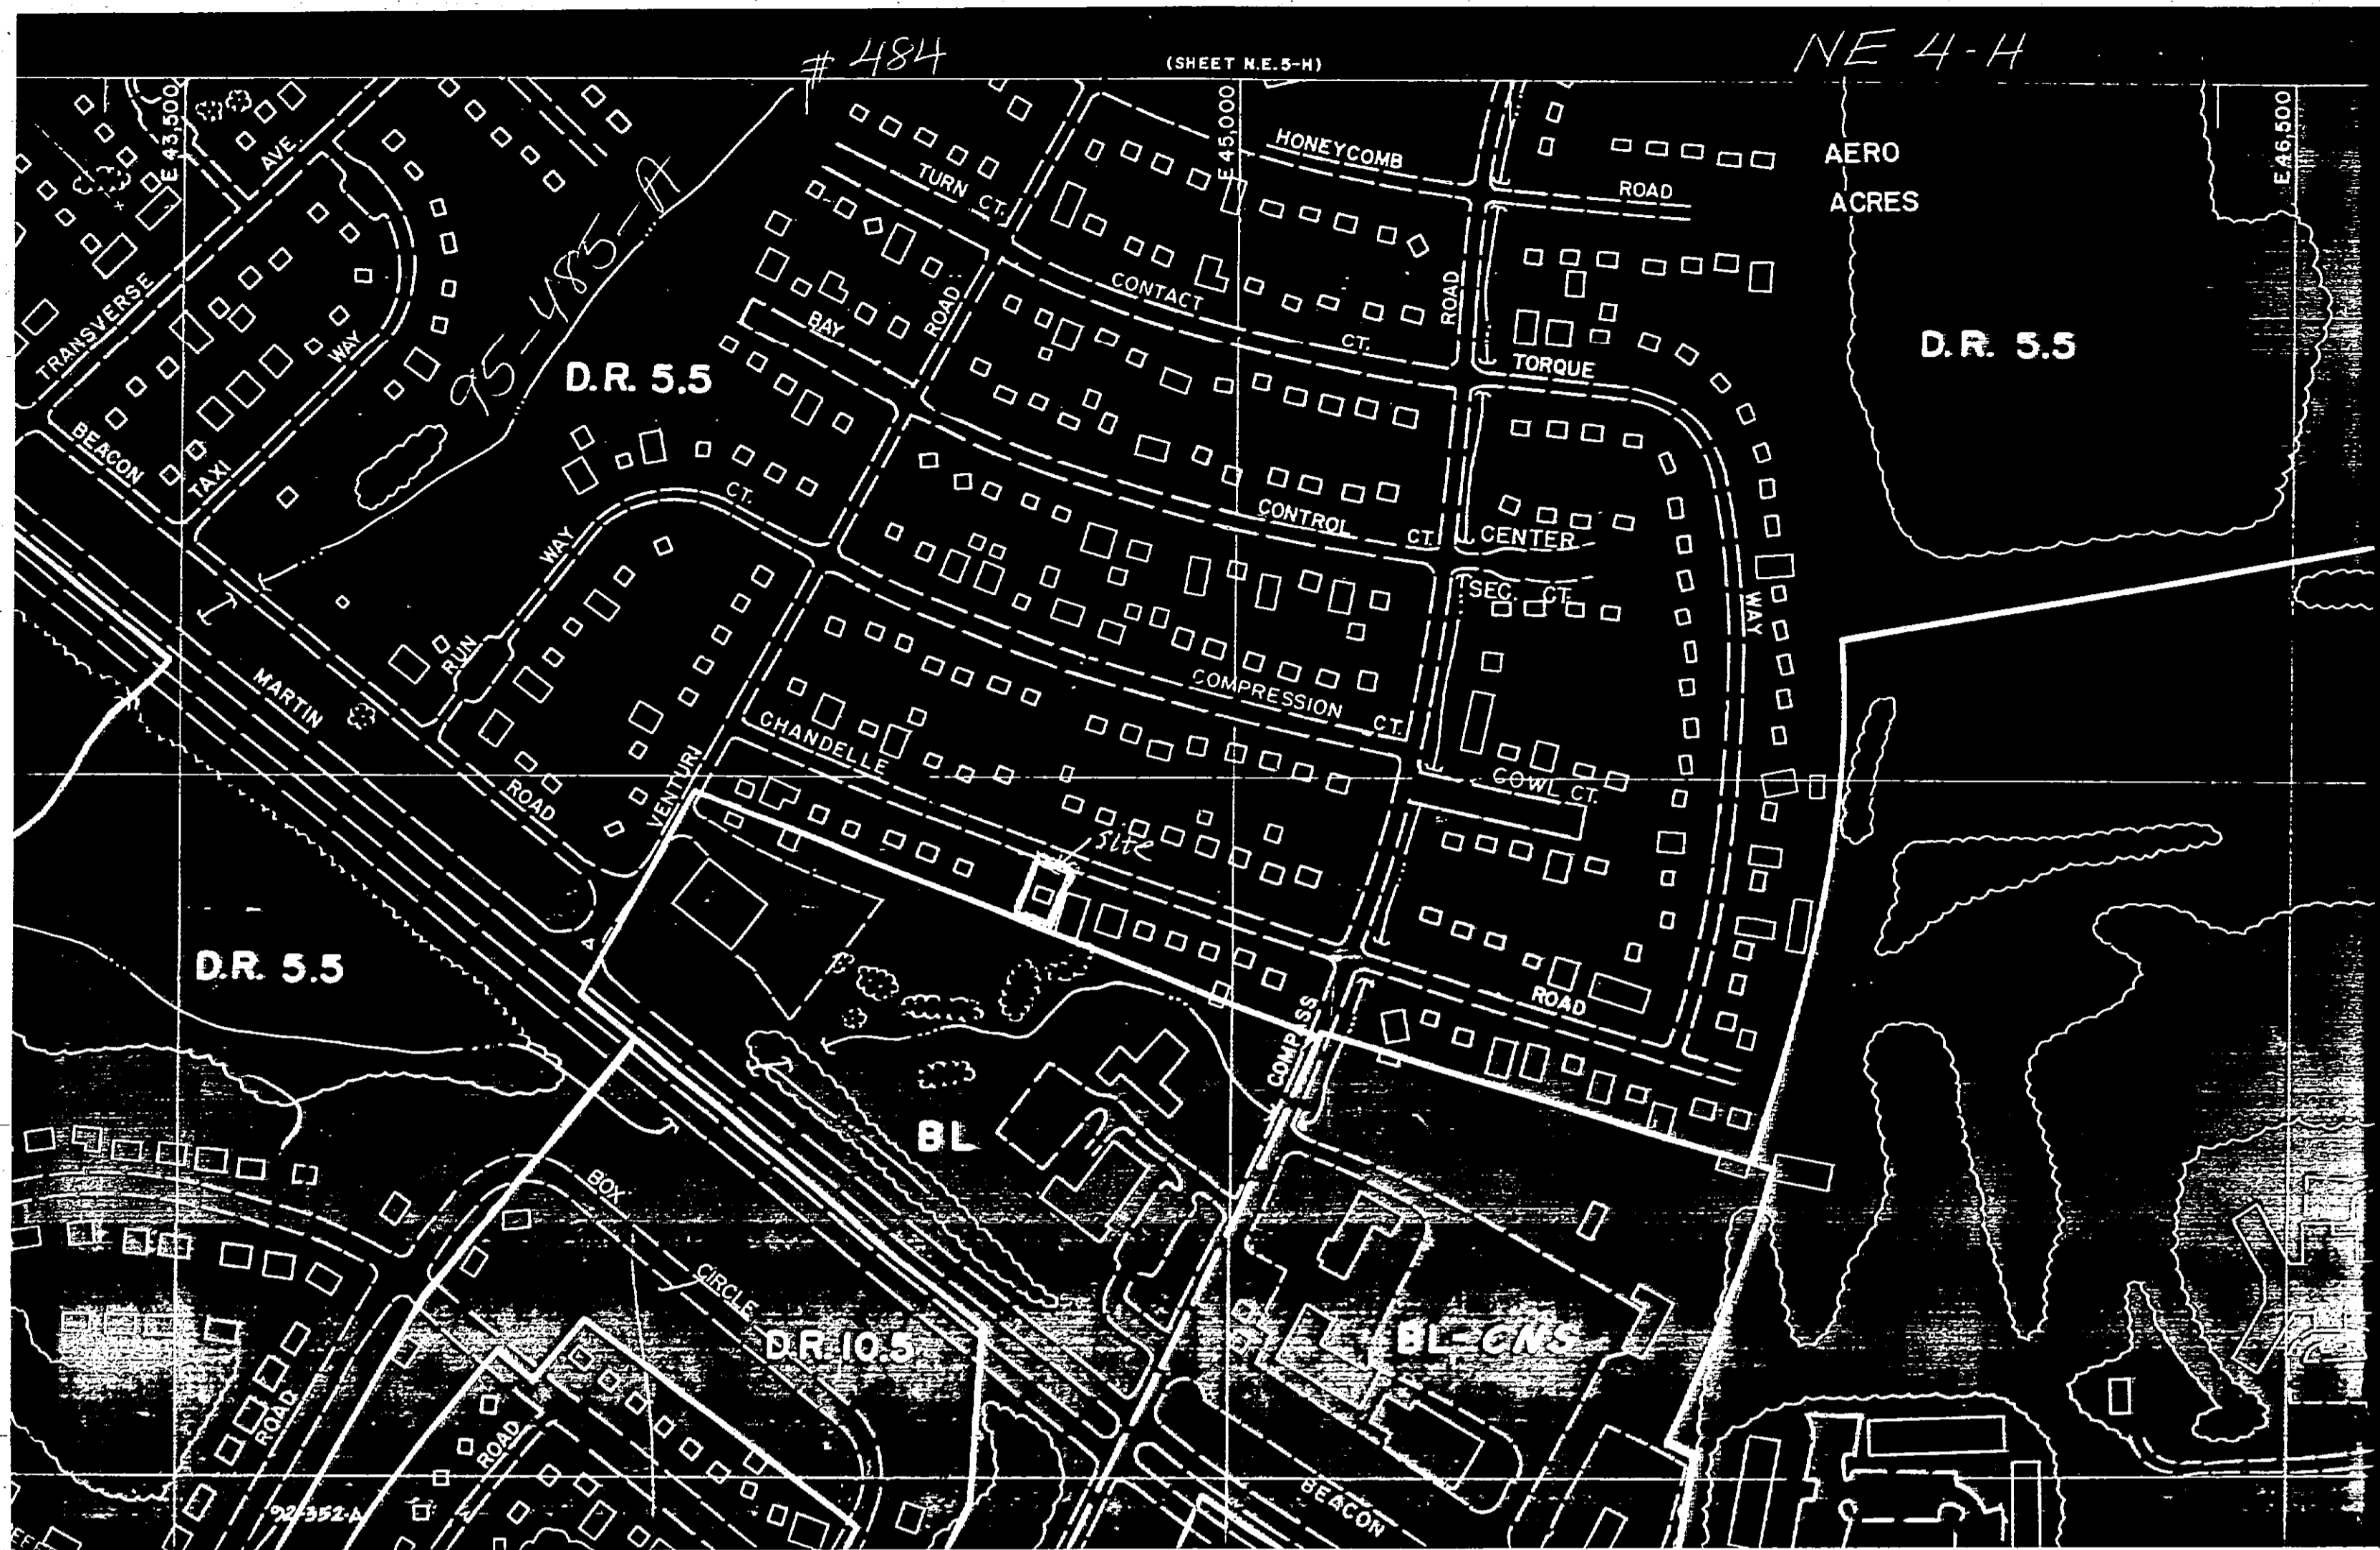 # 484
(SHEET N.E. 5-H)
NE 4-H
E 43,500
E 45,000
E 46,500
AVE.
TURN CT.
HONEYCOMB
ROAD
AERO
ACRES
95-485-A
TRANSVERSE
WAY
BAY
ROAD
CONTACT
CT.
ROAD
TORQUE
D.R. 5.5
D.R. 5.5
BEACON
TAXI
CT.
WAY
CONTROL
CT.
CENTER
SEC. CT.
WAY
RUN
MARTIN
COMPRESSION
CT.
CHANDELLE
ROAD
VENTURI
COWL CT.
site
D.R. 5.5
ROAD
COMPASS
BL
BOX
CIRCLE
D.R. 10.5
BL-CNS
ROAD
ROAD
BEACON
92-352-A